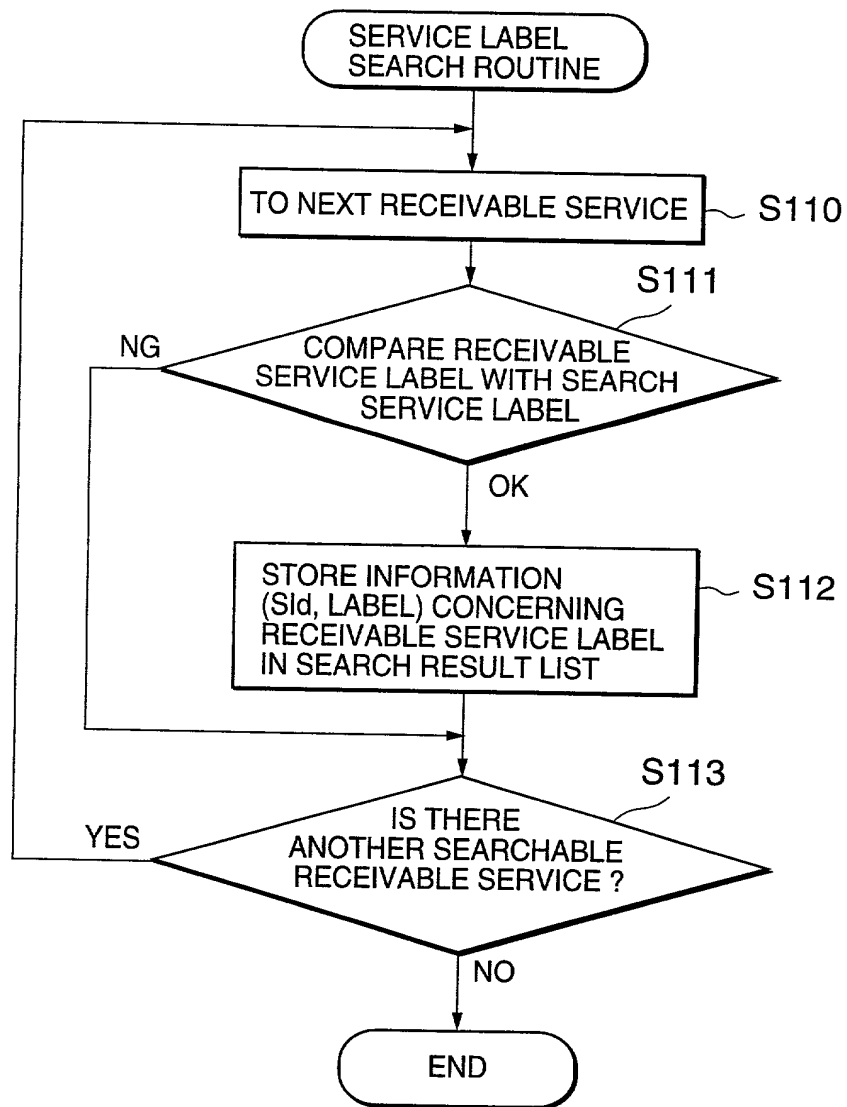 SERVICE LABEL
SEARCH ROUTINE
TO NEXT RECEIVABLE SERVICE
S110
S111
NG
COMPARE RECEIVABLE
SERVICE LABEL WITH SEARCH
SERVICE LABEL
OK
STORE INFORMATION
(SId, LABEL) CONCERNING
RECEIVABLE SERVICE LABEL
IN SEARCH RESULT LIST
S112
S113
YES
IS THERE
ANOTHER SEARCHABLE
RECEIVABLE SERVICE ?
NO
END